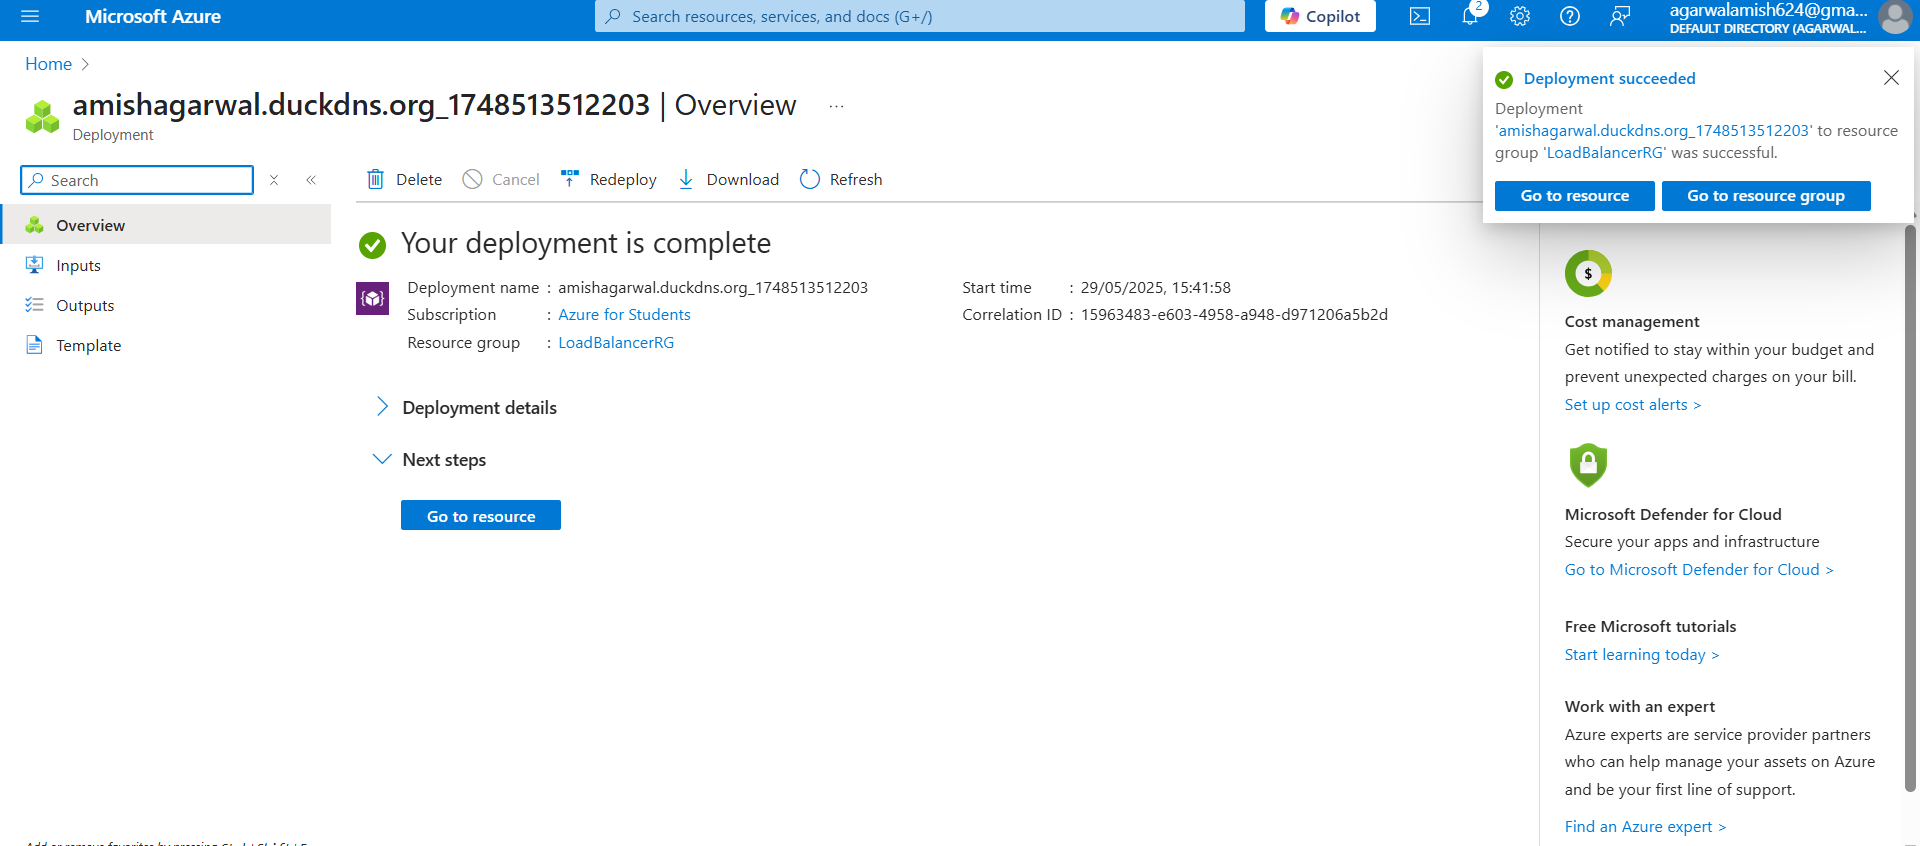 Microsoft Azure
Search resources, services, and docs (G+/)
Copilot
2
agarwalamish624@gma...
DEFAULT DIRECTORY (AGARWAL...
Home
amishagarwal.duckdns.org_1748513512203 | Overview ...
Deployment
Deployment succeeded
Deployment
'amishagarwal.duckdns.org_1748513512203' to resource
group 'LoadBalancerRG' was successful.
Go to resource
Go to resource group
Search
Overview
Inputs
Outputs
Template
Delete
Cancel
Redeploy
Download
Refresh
Your deployment is complete
Deployment name : amishagarwal.duckdns.org_1748513512203
Subscription : Azure for Students
Resource group : LoadBalancerRG
Start time : 29/05/2025, 15:41:58
Correlation ID : 15963483-e603-4958-a948-d971206a5b2d
Deployment details
Next steps
Go to resource
$
Cost management
Get notified to stay within your budget and
prevent unexpected charges on your bill.
Set up cost alerts >
Microsoft Defender for Cloud
Secure your apps and infrastructure
Go to Microsoft Defender for Cloud >
Free Microsoft tutorials
Start learning today >
Work with an expert
Azure experts are service provider partners
who can help manage your assets on Azure
and be your first line of support.
Find an Azure expert >
Add or remove favorites by pressing